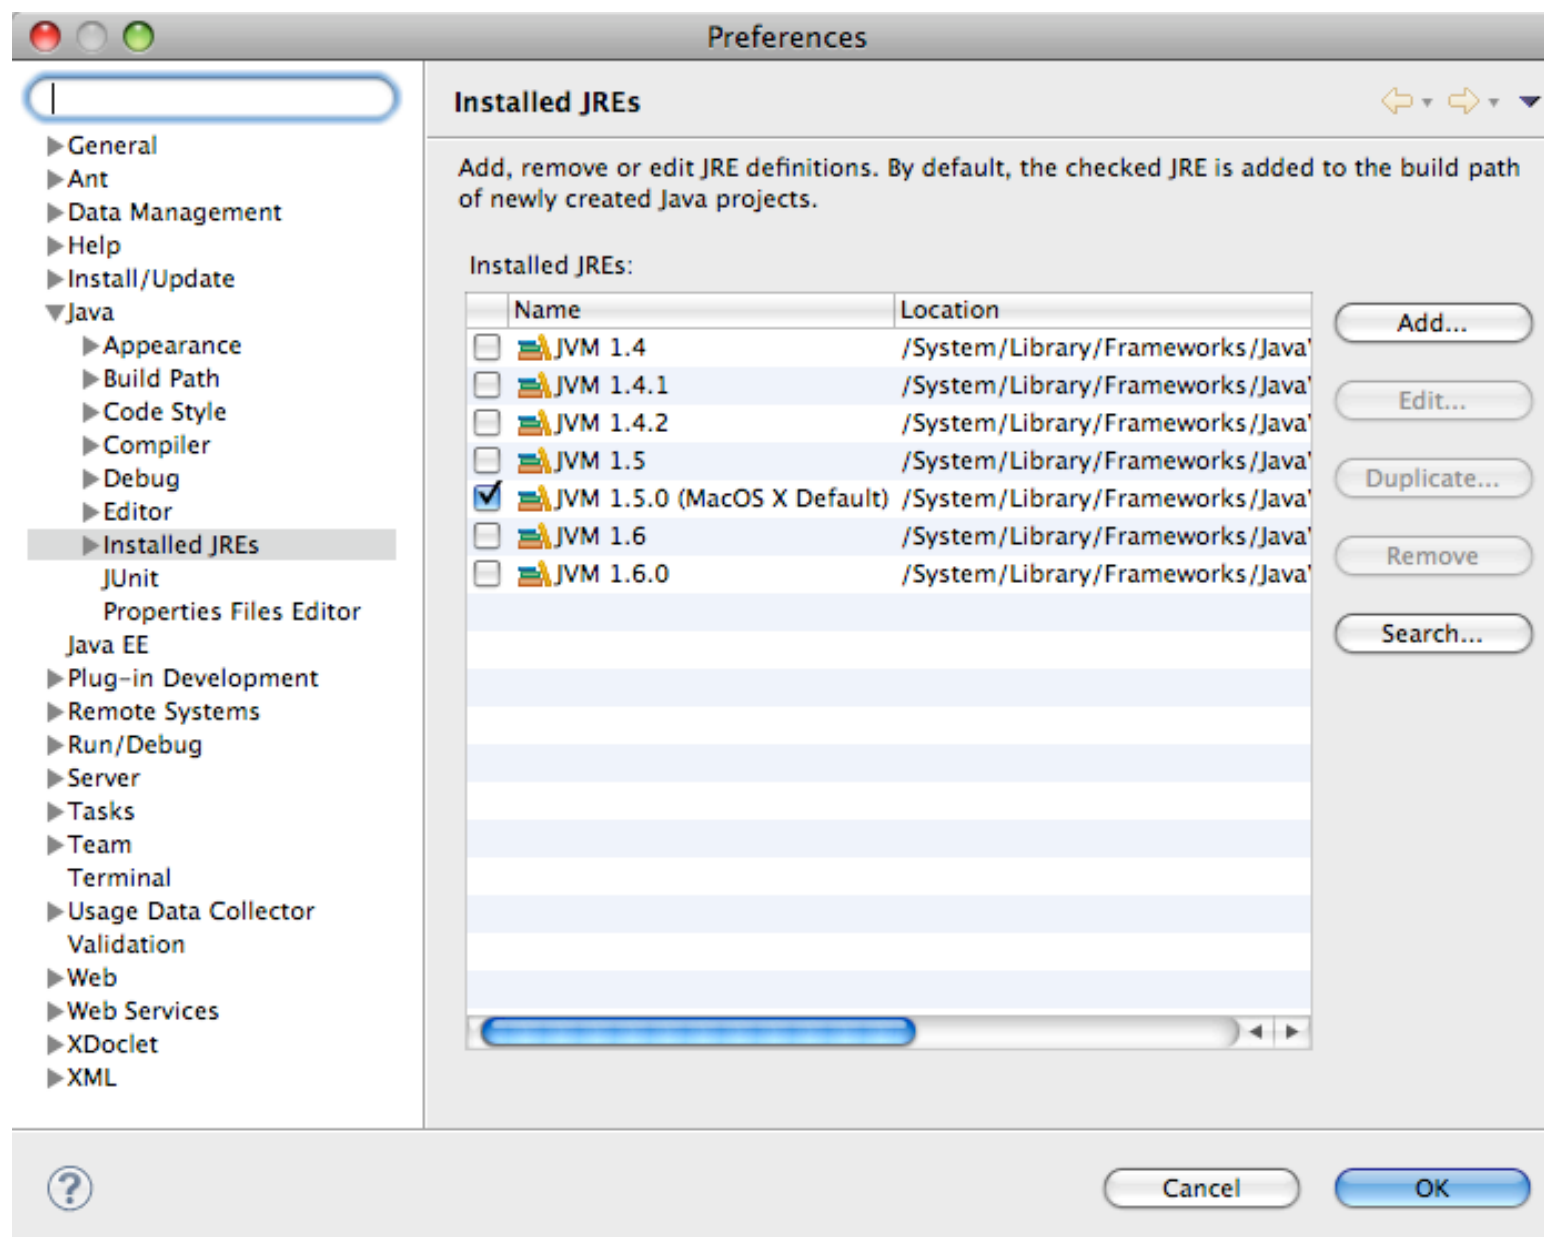 Preferences
General
Ant
Data Management
Help
Install/Update
Java
Appearance
Build Path
Code Style
Compiler
Debug
Editor
Installed JREs
JUnit
Properties Files Editor
Java EE
Plug-in Development
Remote Systems
Run/Debug
Server
Tasks
Team
Terminal
Usage Data Collector
Validation
Web
Web Services
XDoclet
XML
Installed JREs
Add, remove or edit JRE definitions. By default, the checked JRE is added to the build path
of newly created Java projects.
Installed JREs:
Name Location
JVM 1.4 /System/Library/Frameworks/Java
JVM 1.4.1 /System/Library/Frameworks/Java
JVM 1.4.2 /System/Library/Frameworks/Java
JVM 1.5 /System/Library/Frameworks/Java
JVM 1.5.0 (MacOS X Default) /System/Library/Frameworks/Java
JVM 1.6 /System/Library/Frameworks/Java
JVM 1.6.0 /System/Library/Frameworks/Java
Add...
Edit...
Duplicate...
Remove
Search...
?
Cancel
OK